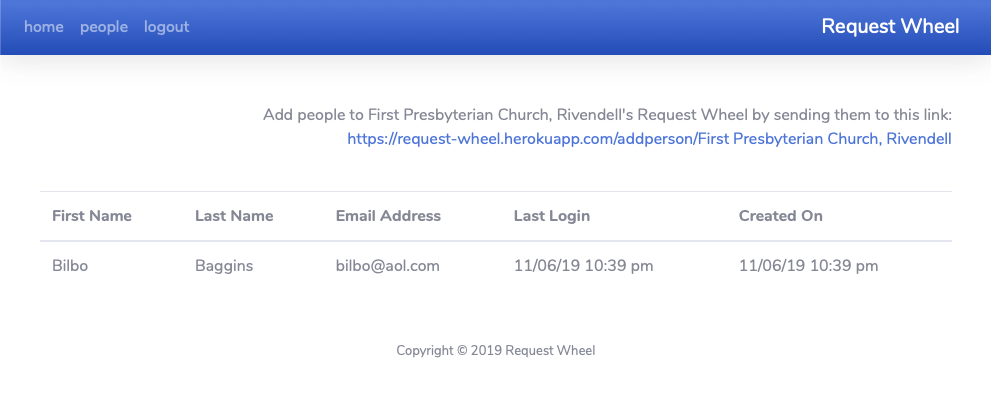 home people logout Request Wheel
Add people to First Presbyterian Church, Rivendell's Request Wheel by sending them to this link:
https://request-wheel.herokuapp.com/addperson/First Presbyterian Church, Rivendell
First Name Last Name Email Address Last Login Created On
Bilbo Baggins bilbo@aol.com 11/06/19 10:39 pm 11/06/19 10:39 pm
Copyright © 2019 Request Wheel